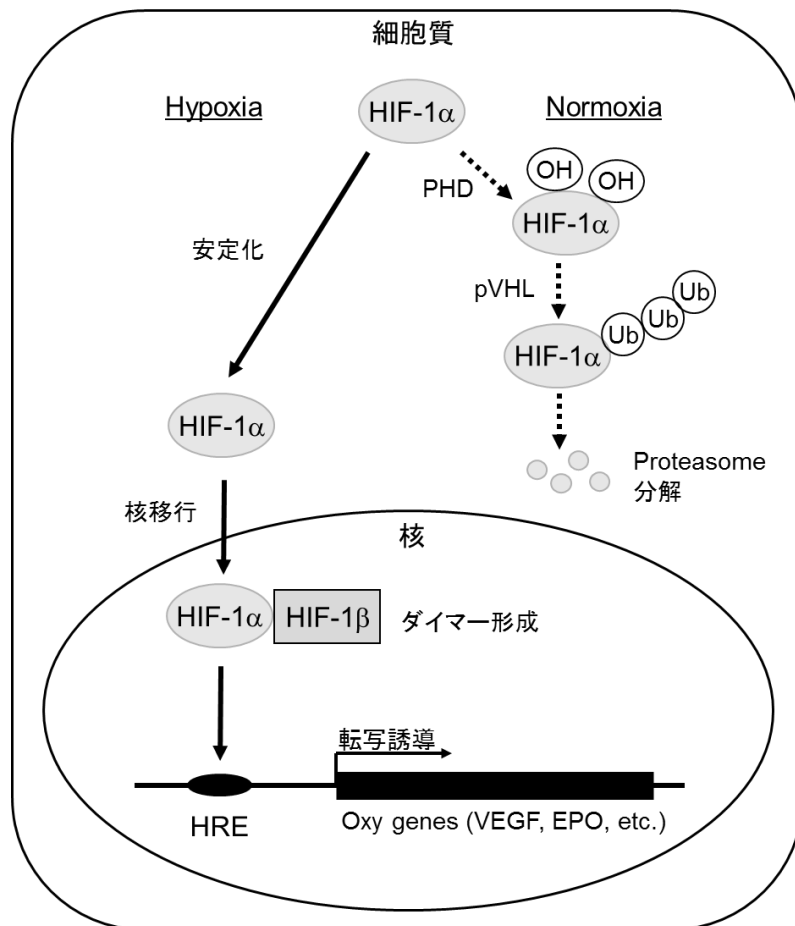 細胞質
Hypoxia
HIF-1α
Normoxia
PHD
OH
OH
HIF-1α
安定化
pVHL
Ub
Ub
Ub
HIF-1α
HIF-1α
Proteasome
分解
核移行
核
HIF-1α
HIF-1β
ダイマー形成
転写誘導
HRE
Oxy genes (VEGF, EPO, etc.)